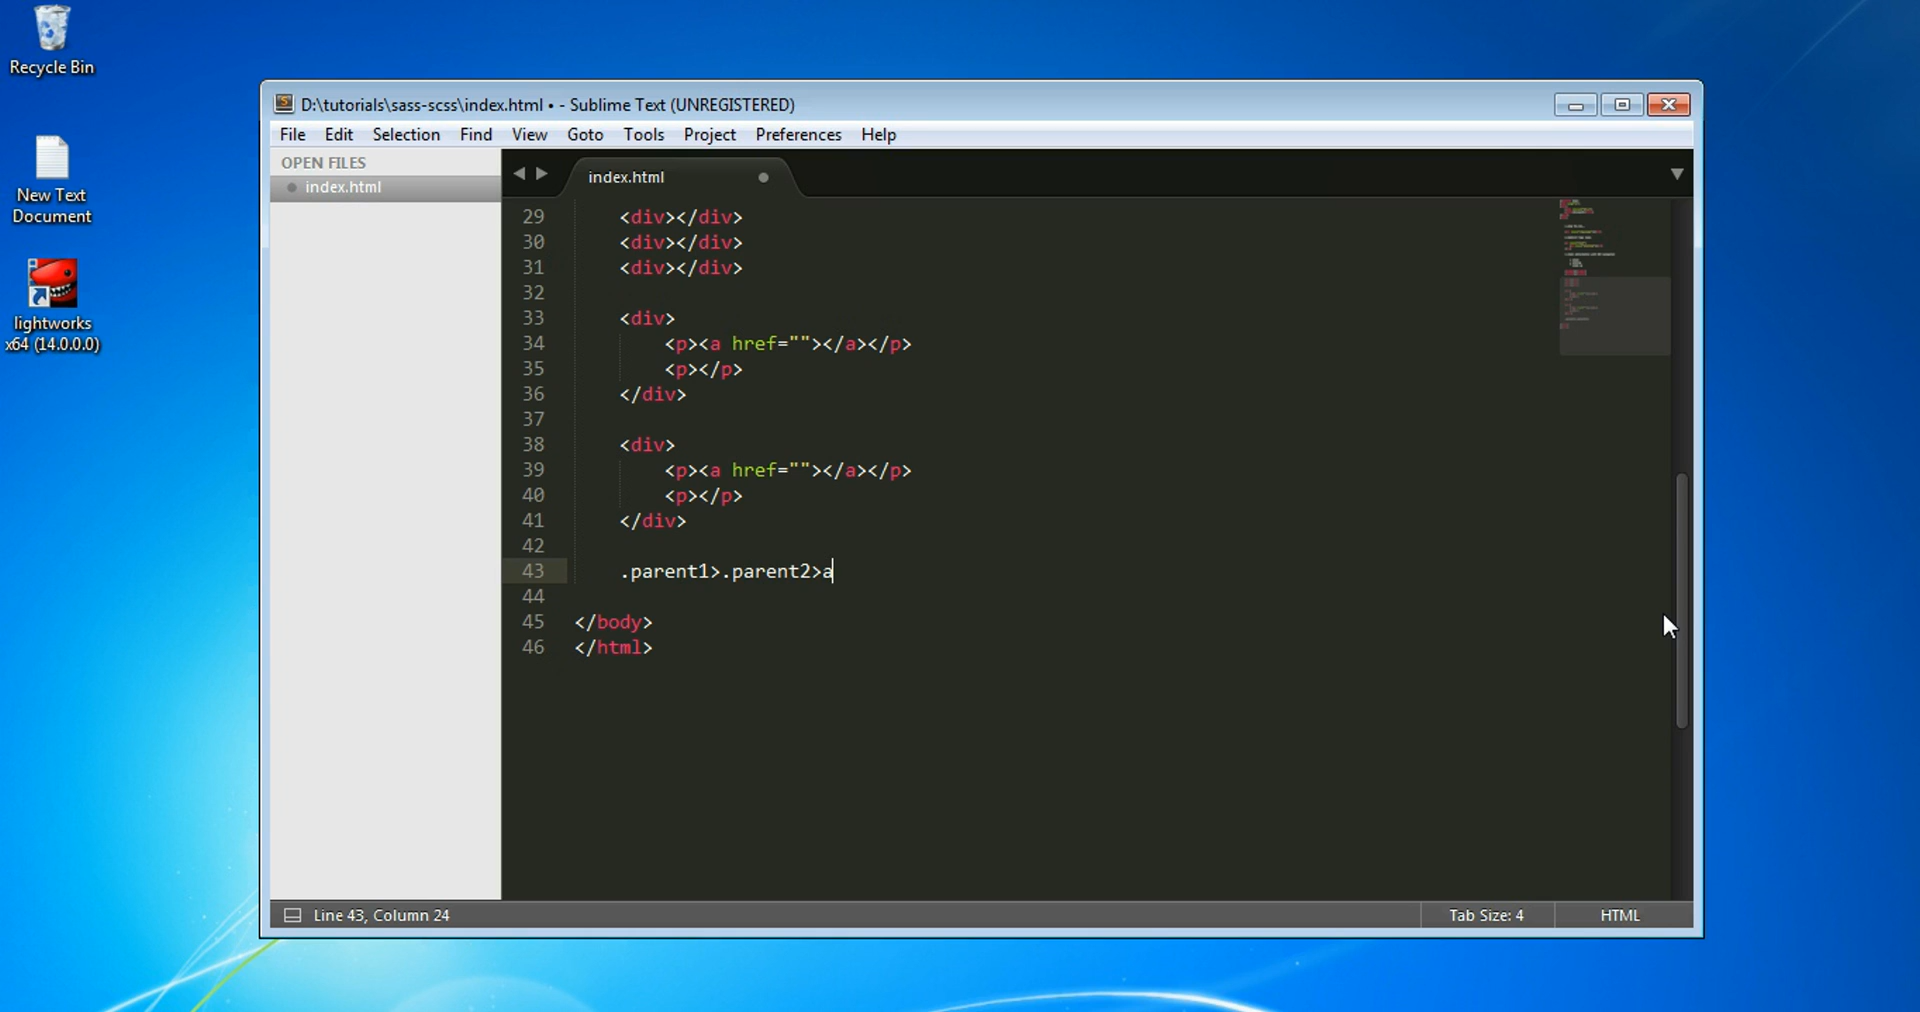 Recycle Bin
New Text
Document
lightworks
x64 (14.0.0.0)
D:\tutorials\sass-scss\index.html • - Sublime Text (UNREGISTERED)
File Edit Selection Find View Goto Tools Project Preferences Help
OPEN FILES
index.html
index.html
29 <div></div>
30 <div></div>
31 <div></div>
32
33 <div>
34 <p><a href=""></a></p>
35 <p></p>
36 </div>
37
38 <div>
39 <p><a href=""></a></p>
40 <p></p>
41 </div>
42
43 .parent1>.parent2>a
44
45 </body>
46 </html>
Line 43, Column 24
Tab Size: 4
HTML